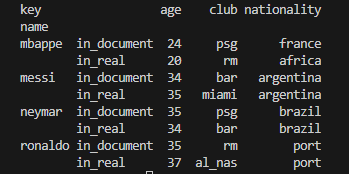 key age club nationality
name
mbappe in_document 24 psg france
in_real 20 rm africa
messi in_document 34 bar argentina
in_real 35 miami argentina
neymar in_document 35 psg brazil
in_real 34 bar brazil
ronaldo in_document 35 rm port
in_real 37 al_nas port